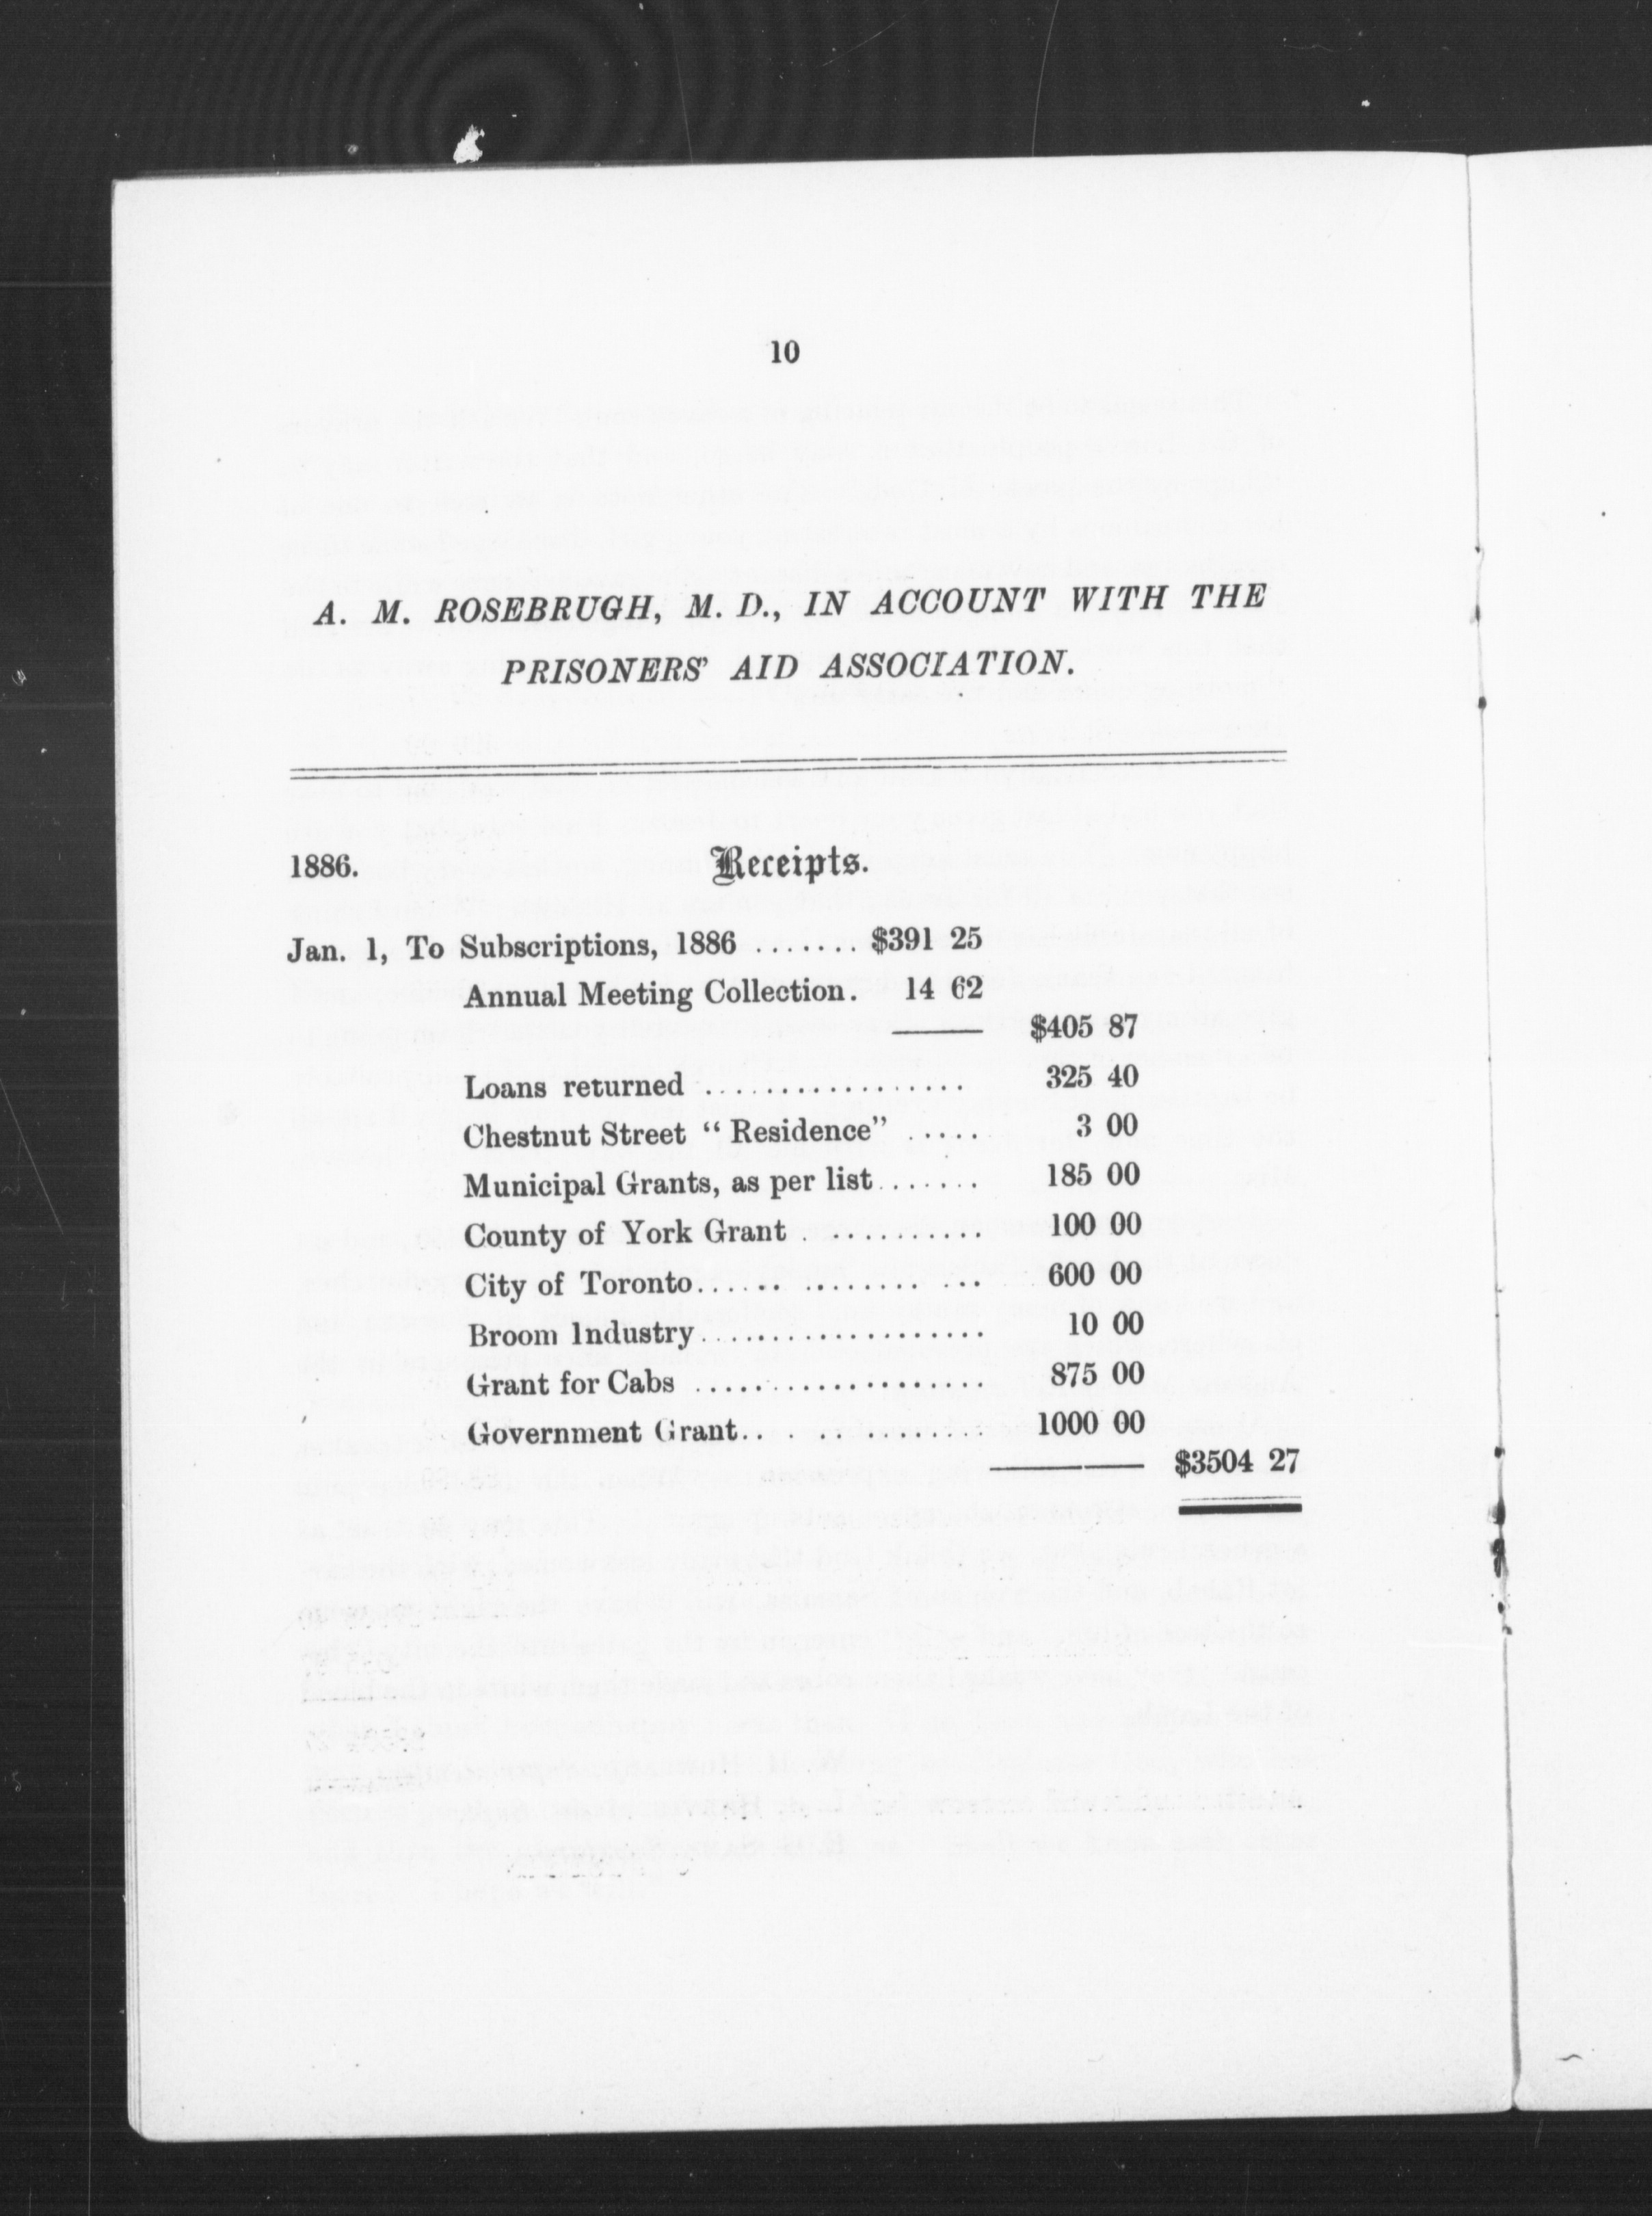 10
A. M. ROSEBRUGH, M. D., IN ACCOUNT WITH THE
PRISONERS' AID ASSOCIATION.
1886. Receipts.
Jan. 1, To Subscriptions, 1886 ....... $391 25
Annual Meeting Collection. 14 62
$405 87
Loans returned ................. 325 40
Chestnut Street "Residence" ..... 3 00
Municipal Grants, as per list....... 185 00
County of York Grant . .......... 100 00
City of Toronto...... ........ ... 600 00
Broom Industry................... 10 00
Grant for Cabs ................... 875 00
Government Grant.. . ........... 1000 00
$3504 27